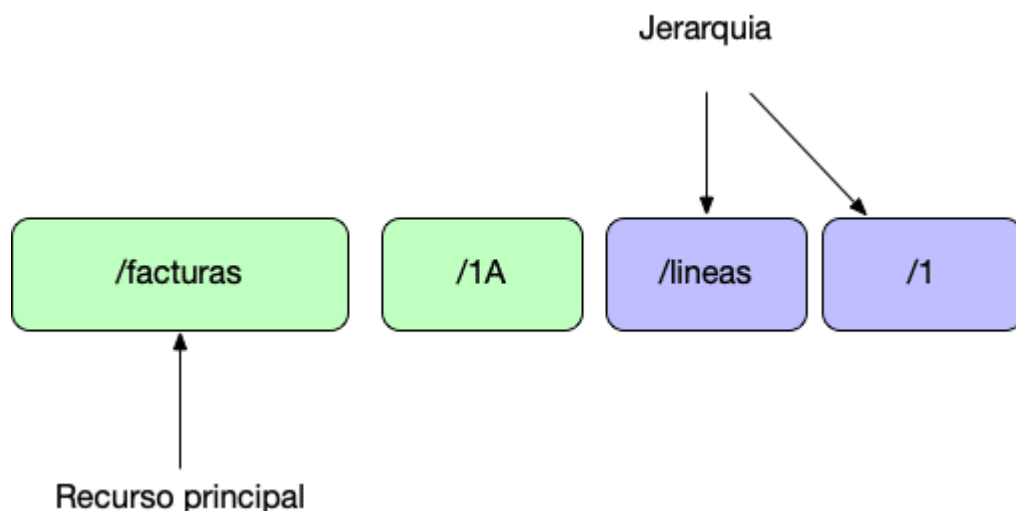 Jerarquia
/facturas
/1A
/lineas
/1
Recurso principal